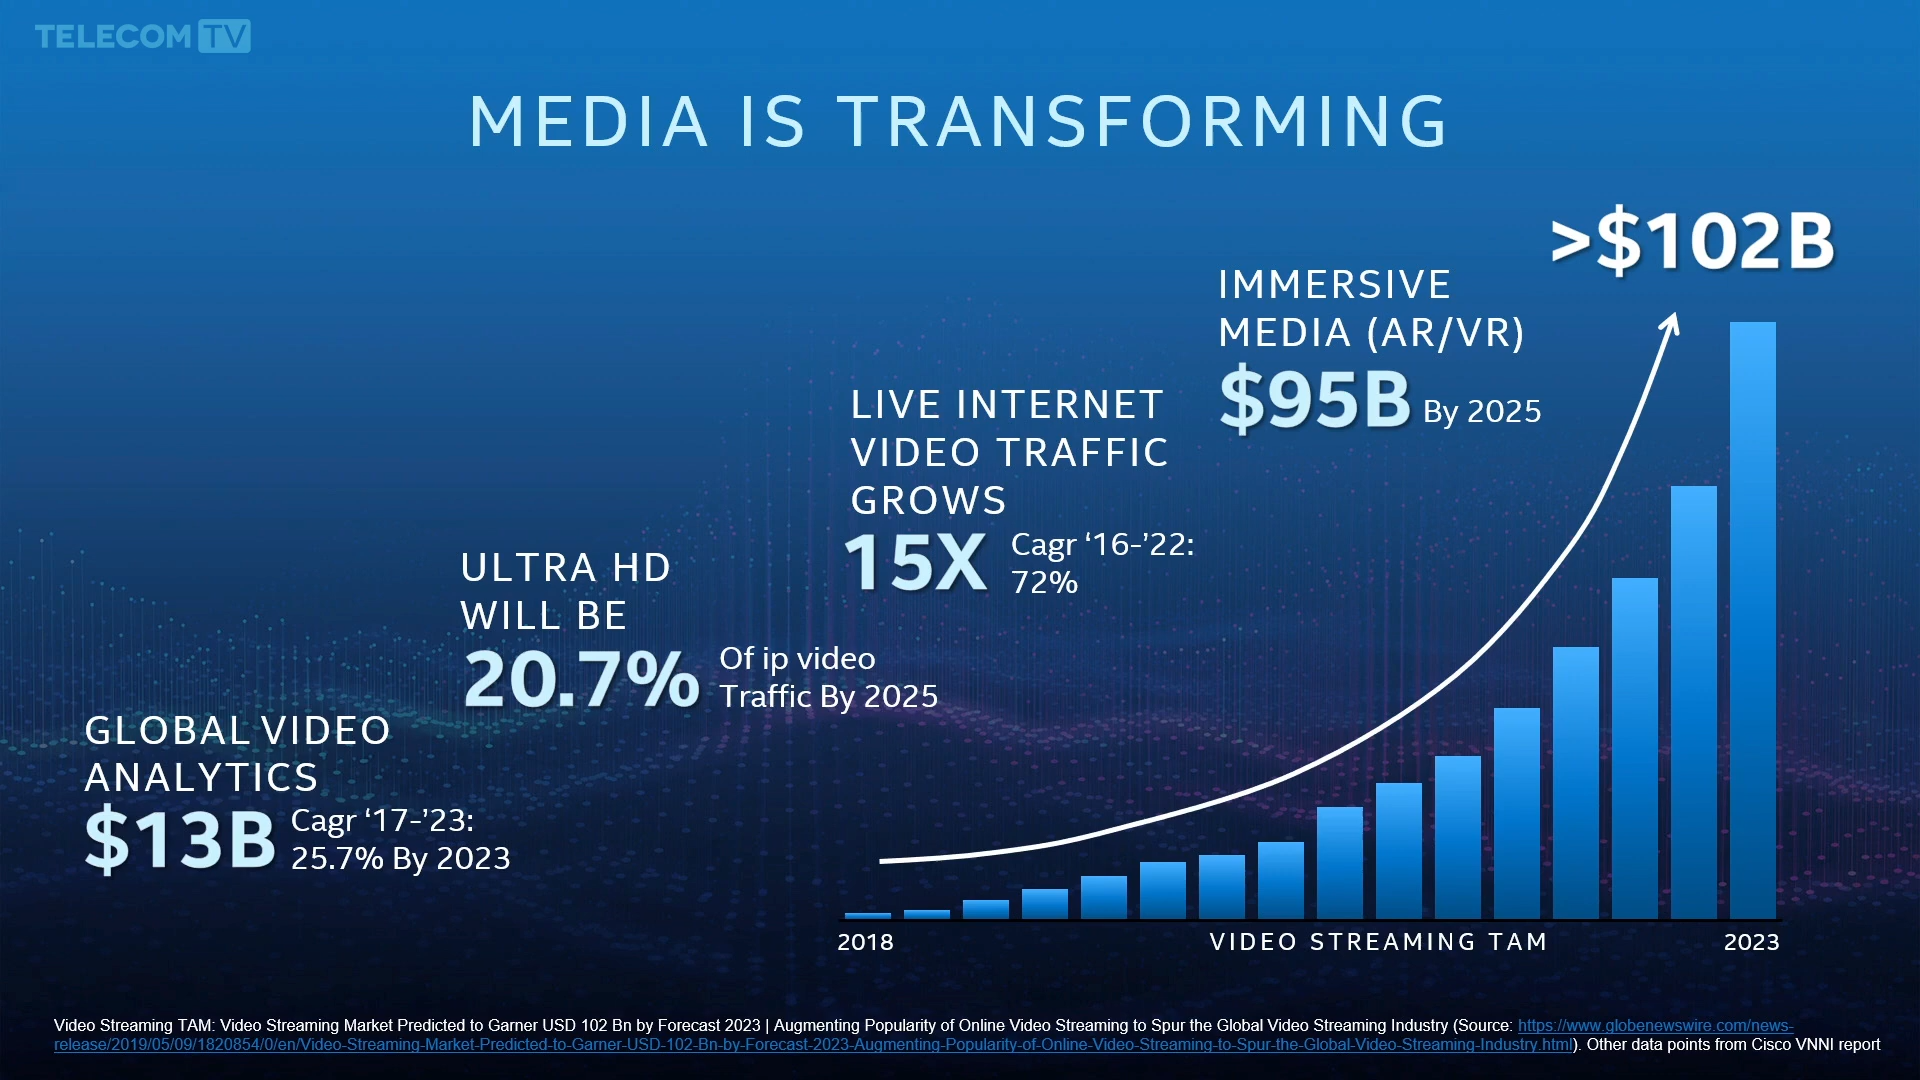 TELECOM TV
MEDIA IS TRANSFORMING
>$102B
IMMERSIVE
MEDIA (AR/VR)
$95B By 2025
LIVE INTERNET
VIDEO TRAFFIC
GROWS
15X Cagr ‘16-’22:
72%
ULTRA HD
WILL BE
20.7% Of ip video
Traffic By 2025
GLOBAL VIDEO
ANALYTICS
$13B Cagr ‘17-’23:
25.7% By 2023
2018 VIDEO STREAMING TAM 2023
Video Streaming TAM: Video Streaming Market Predicted to Garner USD 102 Bn by Forecast 2023 | Augmenting Popularity of Online Video Streaming to Spur the Global Video Streaming Industry (Source: https://www.globenewswire.com/news-
release/2019/05/09/1820854/0/en/Video-Streaming-Market-Predicted-to-Garner-USD-102-Bn-by-Forecast-2023-Augmenting-Popularity-of-Online-Video-Streaming-to-Spur-the-Global-Video-Streaming-Industry.html). Other data points from Cisco VNNI report